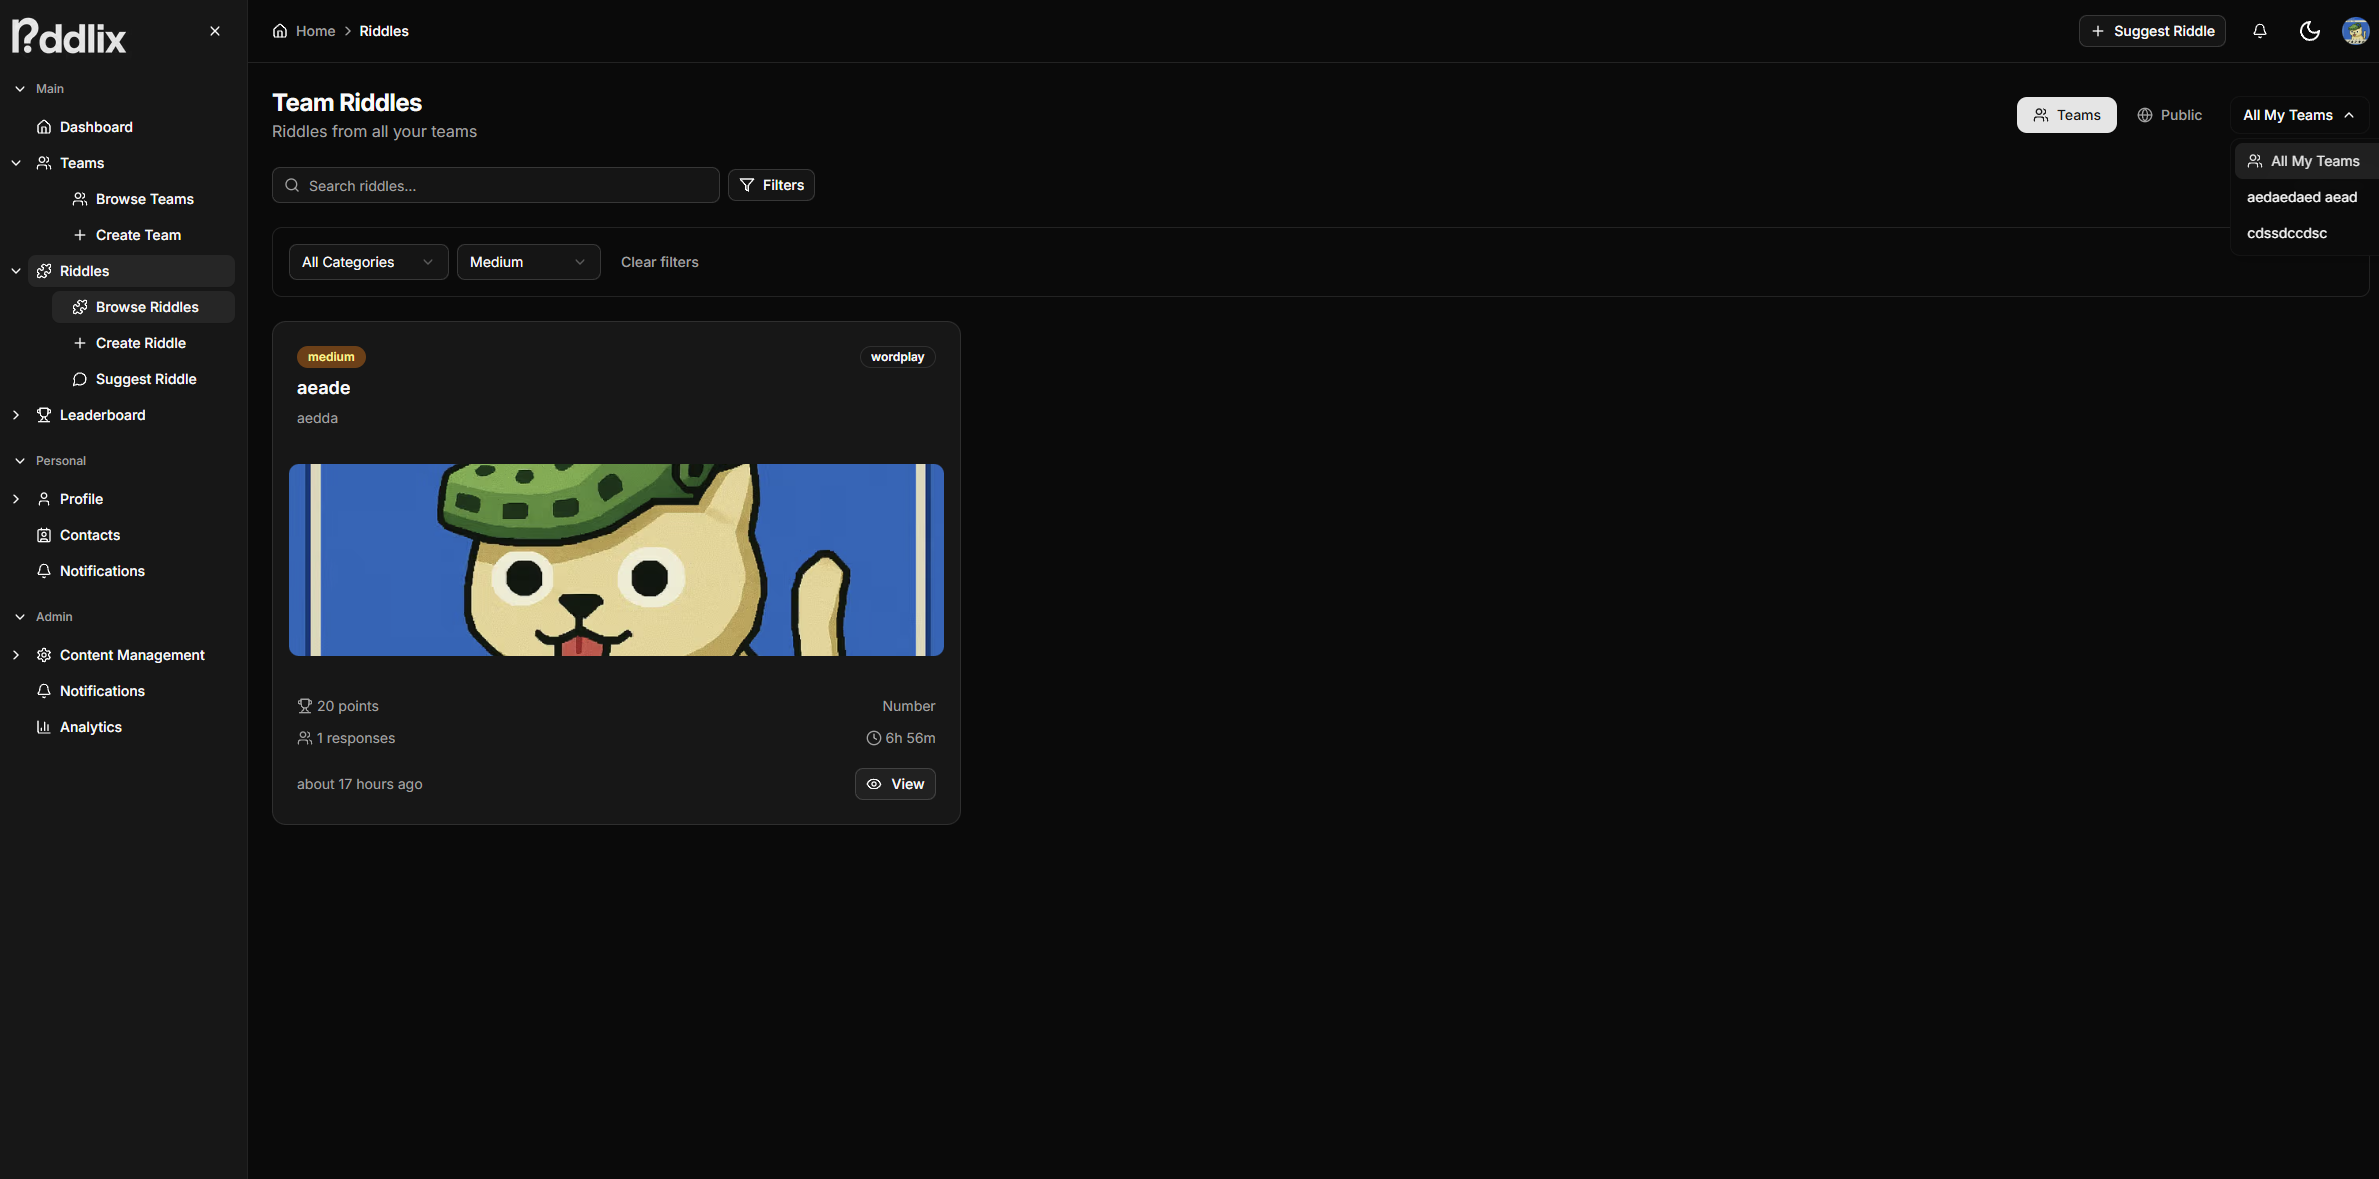 Rddlix
Main
Dashboard
Teams
Browse Teams
Create Team
Riddles
Browse Riddles
Create Riddle
Suggest Riddle
Leaderboard
Personal
Profile
Contacts
Notifications
Admin
Content Management
Notifications
Analytics
Home > Riddles
Suggest Riddle
Team Riddles
Riddles from all your teams
Teams
Public
All My Teams
All My Teams
aedaedaed aead
cdssdccdsc
Search riddles...
Filters
All Categories
Medium
Clear filters
medium
wordplay
aeade
aedda
20 points
Number
1 responses
6h 56m
about 17 hours ago
View